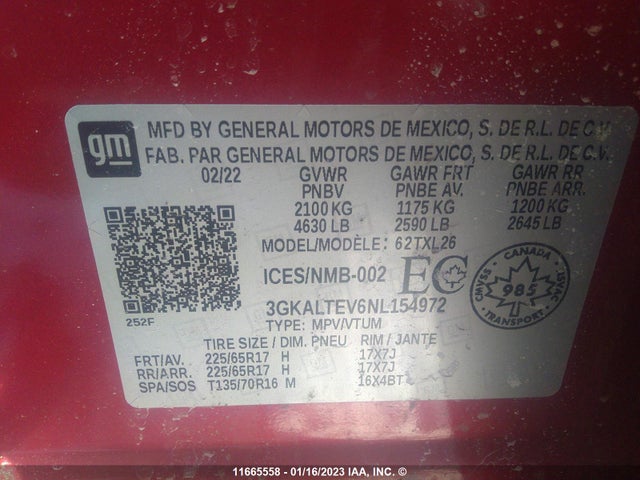 gm
MFD BY GENERAL MOTORS DE MEXICO, S. DE R.L. DE C.V.
FAB. PAR GENERAL MOTORS DE MEXICO, S. DE R.L. DE C.V.
02/22 GVWR GAWR FRT GAWR RR
PNBV PNBE AV. PNBE ARR.
2100 KG 1175 KG 1200 KG
4630 LB 2590 LB 2645 LB
MODEL/MODÈLE: 62TXL26
ICES/NMB-002 EC
CANADA
CMVSS 985 NSVAC
TRANSPORT
3GKALTEV6NL154972
252F TYPE: MPV/VTUM
TIRE SIZE / DIM. PNEU RIM / JANTE
FRT/AV. 225/65R17 H 17X7J
RR/ARR. 225/65R17 H 17X7J
SPA/SOS T135/70R16 M 16X4BT
11665558 - 01/16/2023 IAA, INC. ©